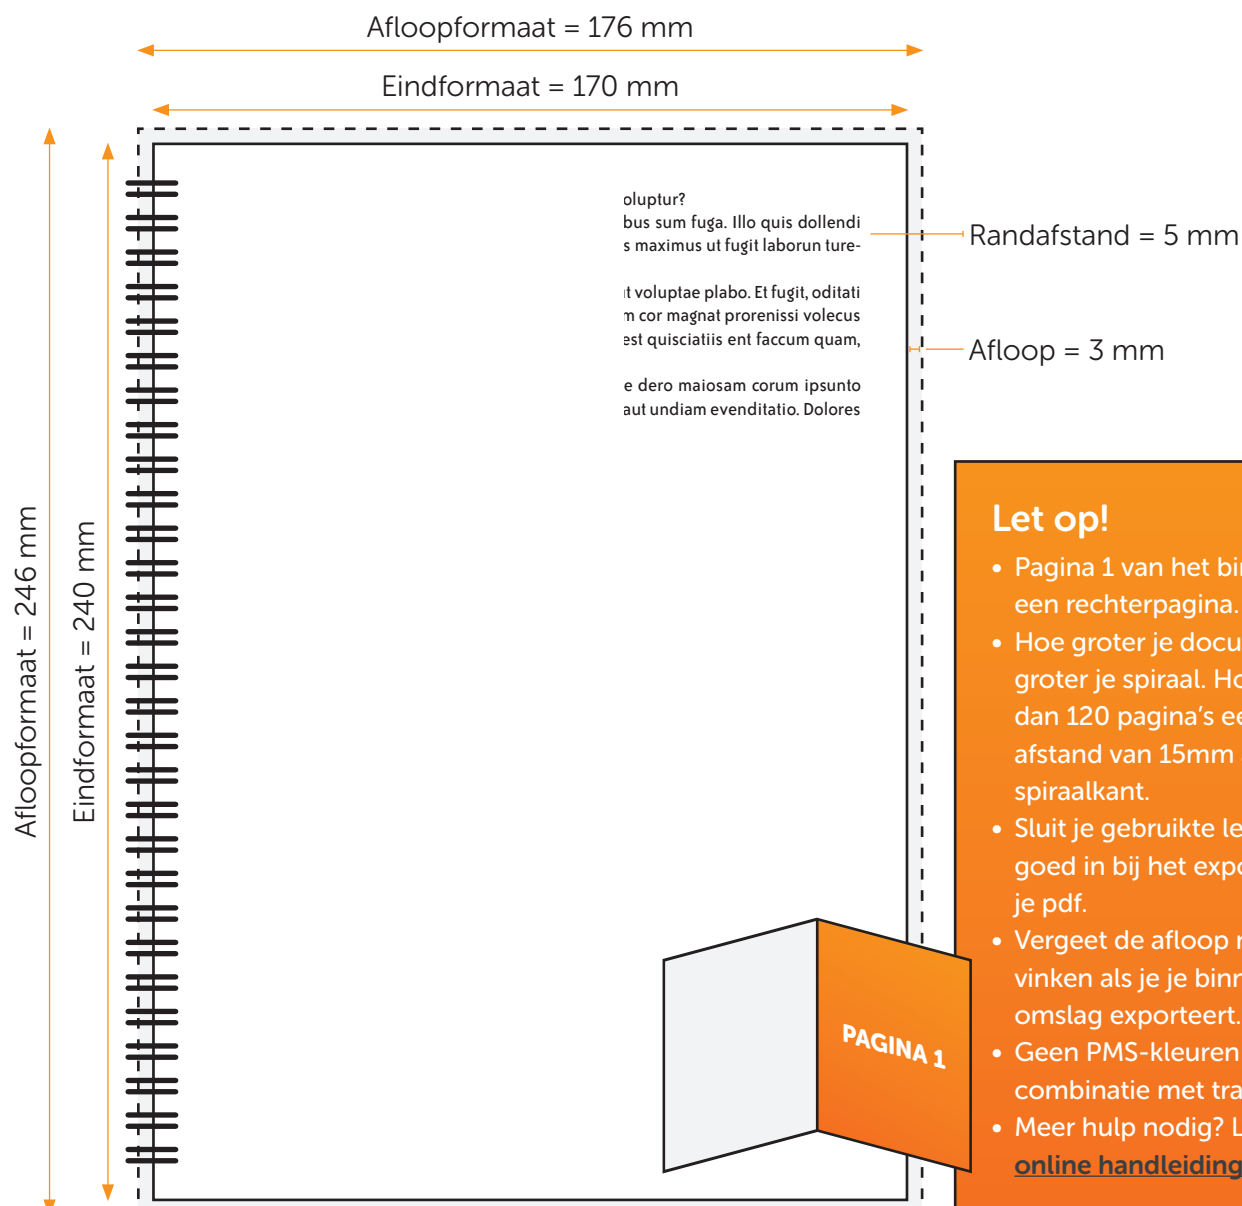 Afloopformaat = 176 mm
Eindformaat = 170 mm
Afloopformaat = 246 mm
Eindformaat = 240 mm
oluptur?
bus sum fuga. Illo quis dollendi
s maximus ut fugit laborun ture-
t voluptae plabo. Et fugit, oditati
m cor magnat prorenissi volecus
est quisciatiis ent faccum quam,
e dero maiosam corum ipsunto
aut undiam evenditatio. Dolores
Randafstand = 5 mm
Afloop = 3 mm
Let op!
• Pagina 1 van het bin
een rechterpagina.
• Hoe groter je docu
groter je spiraal. Ho
dan 120 pagina's ee
afstand van 15mm
spiraalkant.
• Sluit je gebruikte le
goed in bij het expo
je pdf.
• Vergeet de afloop
vinken als je je binn
omslag exporteert.
• Geen PMS-kleuren
combinatie met tra
• Meer hulp nodig? L
online handleiding
PAGINA 1